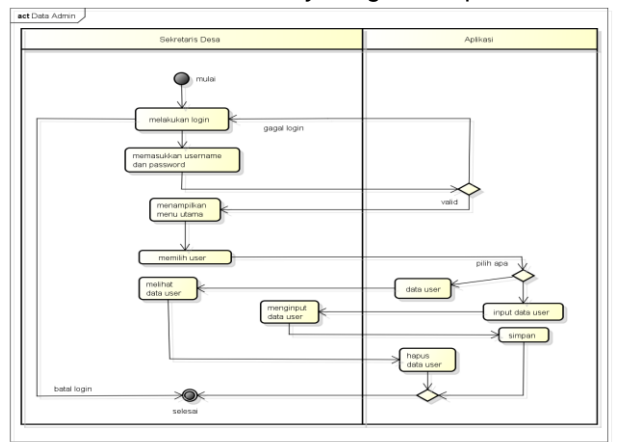 act Data Admin
Sekretaris Desa
Aplikasi
mulai
melakukan login
gagal login
memasukkan username
dan password
valid
menampilkan
menu utama
memilih user
pilih apa
melihat
data user
data user
menginput
data user
input data user
simpan
hapus
data user
batal login
selesai